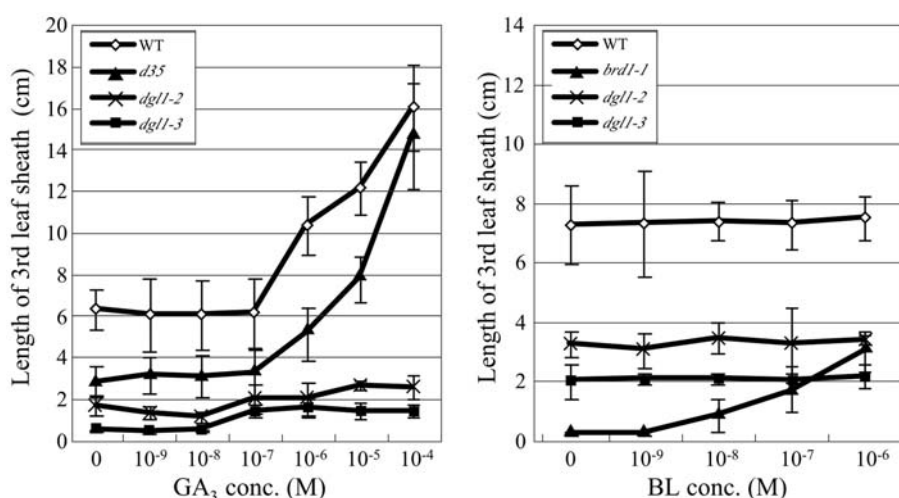 Length of 3rd leaf sheath (cm)
20
18
16
14
12
10
8
6
4
2
0
WT
d35
dgl1-2
dgl1-3
0 10⁻⁹ 10⁻⁸ 10⁻⁷ 10⁻⁶ 10⁻⁵ 10⁻⁴
GA₃ conc. (M)
Length of 3rd leaf sheath (cm)
14
12
10
8
6
4
2
0
WT
brd1-1
dgl1-2
dgl1-3
0 10⁻⁹ 10⁻⁸ 10⁻⁷ 10⁻⁶
BL conc. (M)